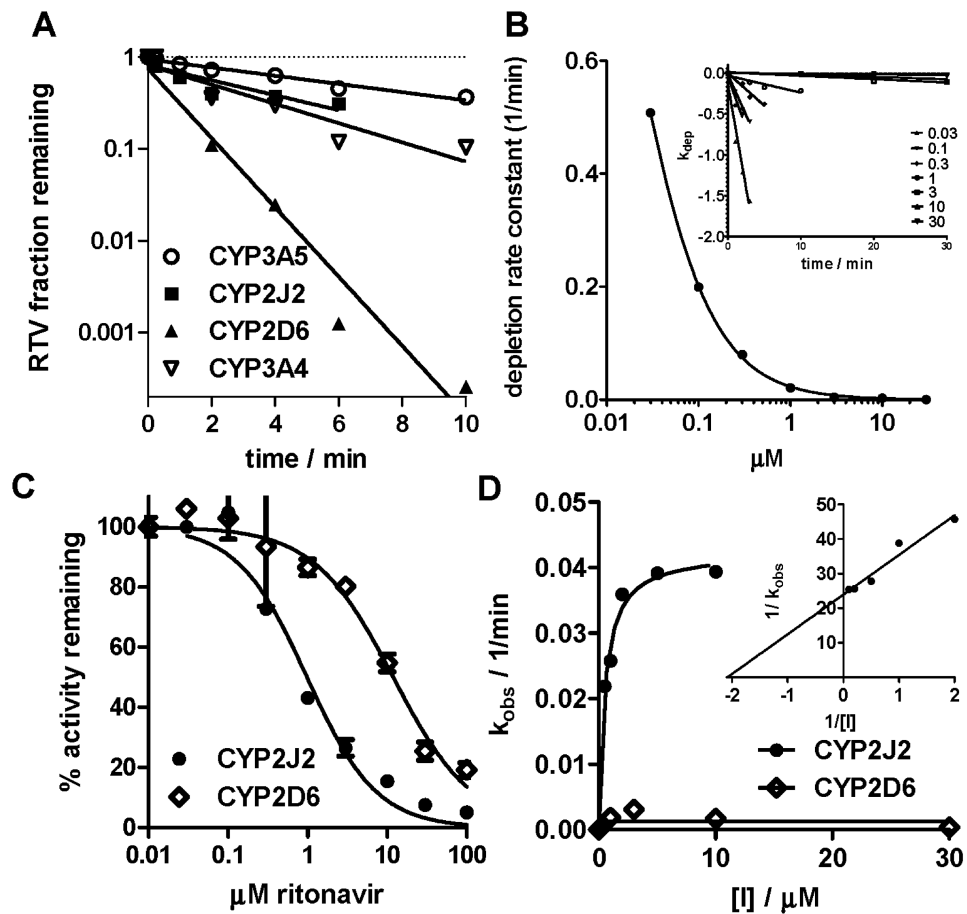 A
RTV fraction remaining
1
0.1
0.01
0.001
CYP3A5
CYP2J2
CYP2D6
CYP3A4
0 2 4 6 8 10
time / min
B
depletion rate constant (1/min)
0.6
0.4
0.2
0.0
0.01 0.1 1 10
μM
k_dep
0.0
-0.5
-1.0
-1.5
-2.0
0 10 20 30
time / min
0.03
0.1
0.3
1
3
10
30
C
% activity remaining
100
80
60
40
20
0
CYP2J2
CYP2D6
0.01 0.1 1 10 100
μM ritonavir
D
k_obs / 1/min
0.05
0.04
0.03
0.02
0.01
0.00
0 10 20 30
[I] / μM
1/ k_obs
50
40
30
20
10
-2 -1 0 1 2
1/[I]
CYP2J2
CYP2D6